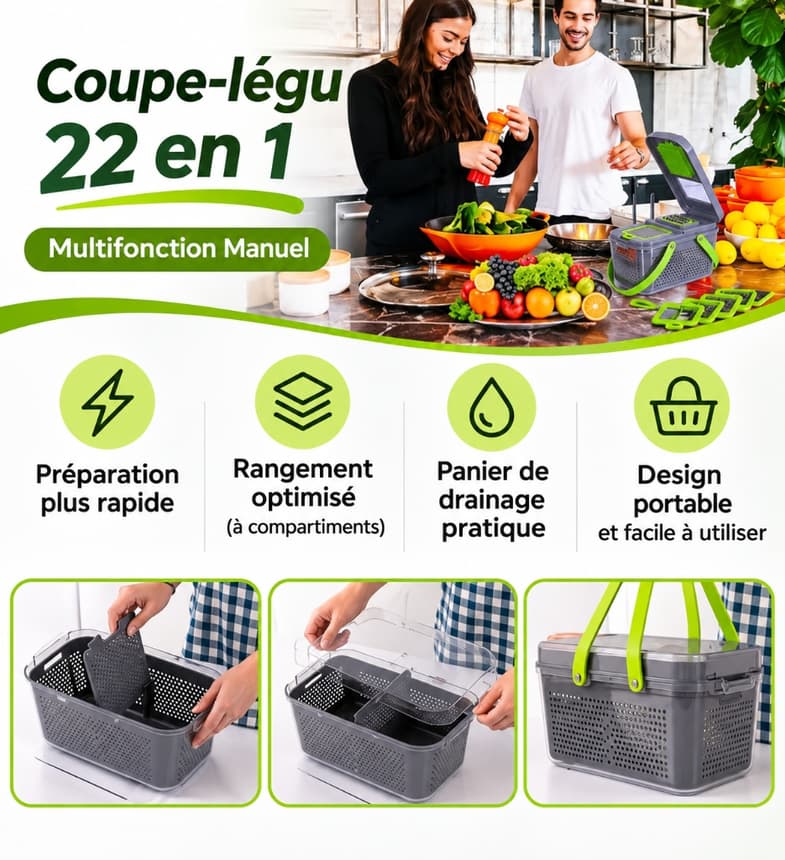 Coupe-légu
22 en 1
Multifonction Manuel
Préparation
plus rapide
Rangement
optimisé
(à compartiments)
Panier de
drainage
pratique
Design
portable
et facile à utiliser